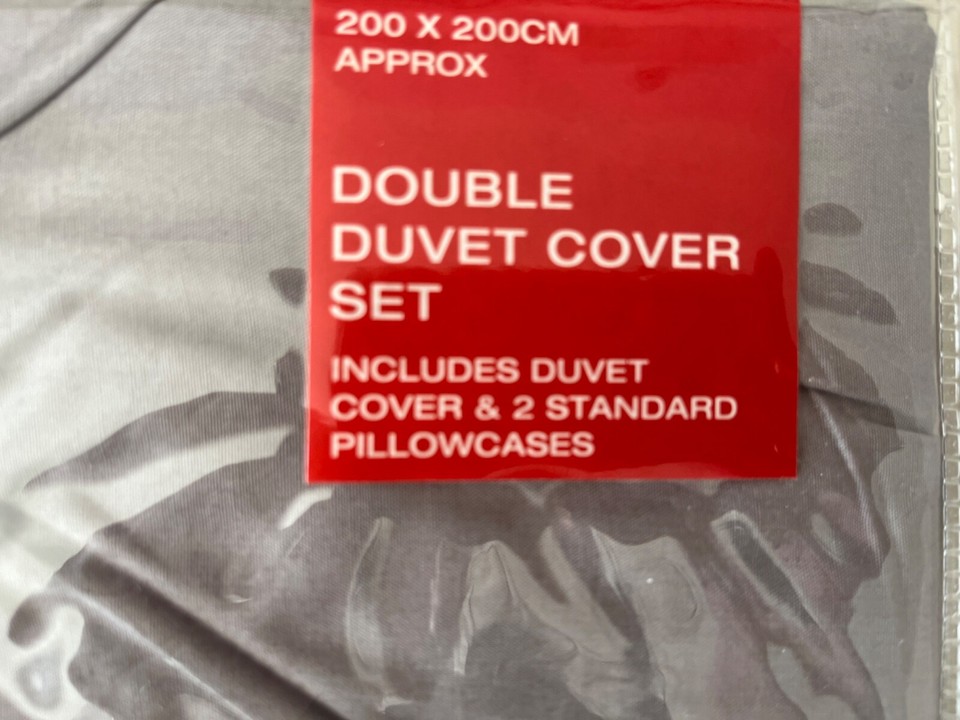 200 X 200CM
APPROX
DOUBLE
DUVET COVER
SET
INCLUDES DUVET
COVER & 2 STANDARD
PILLOWCASES